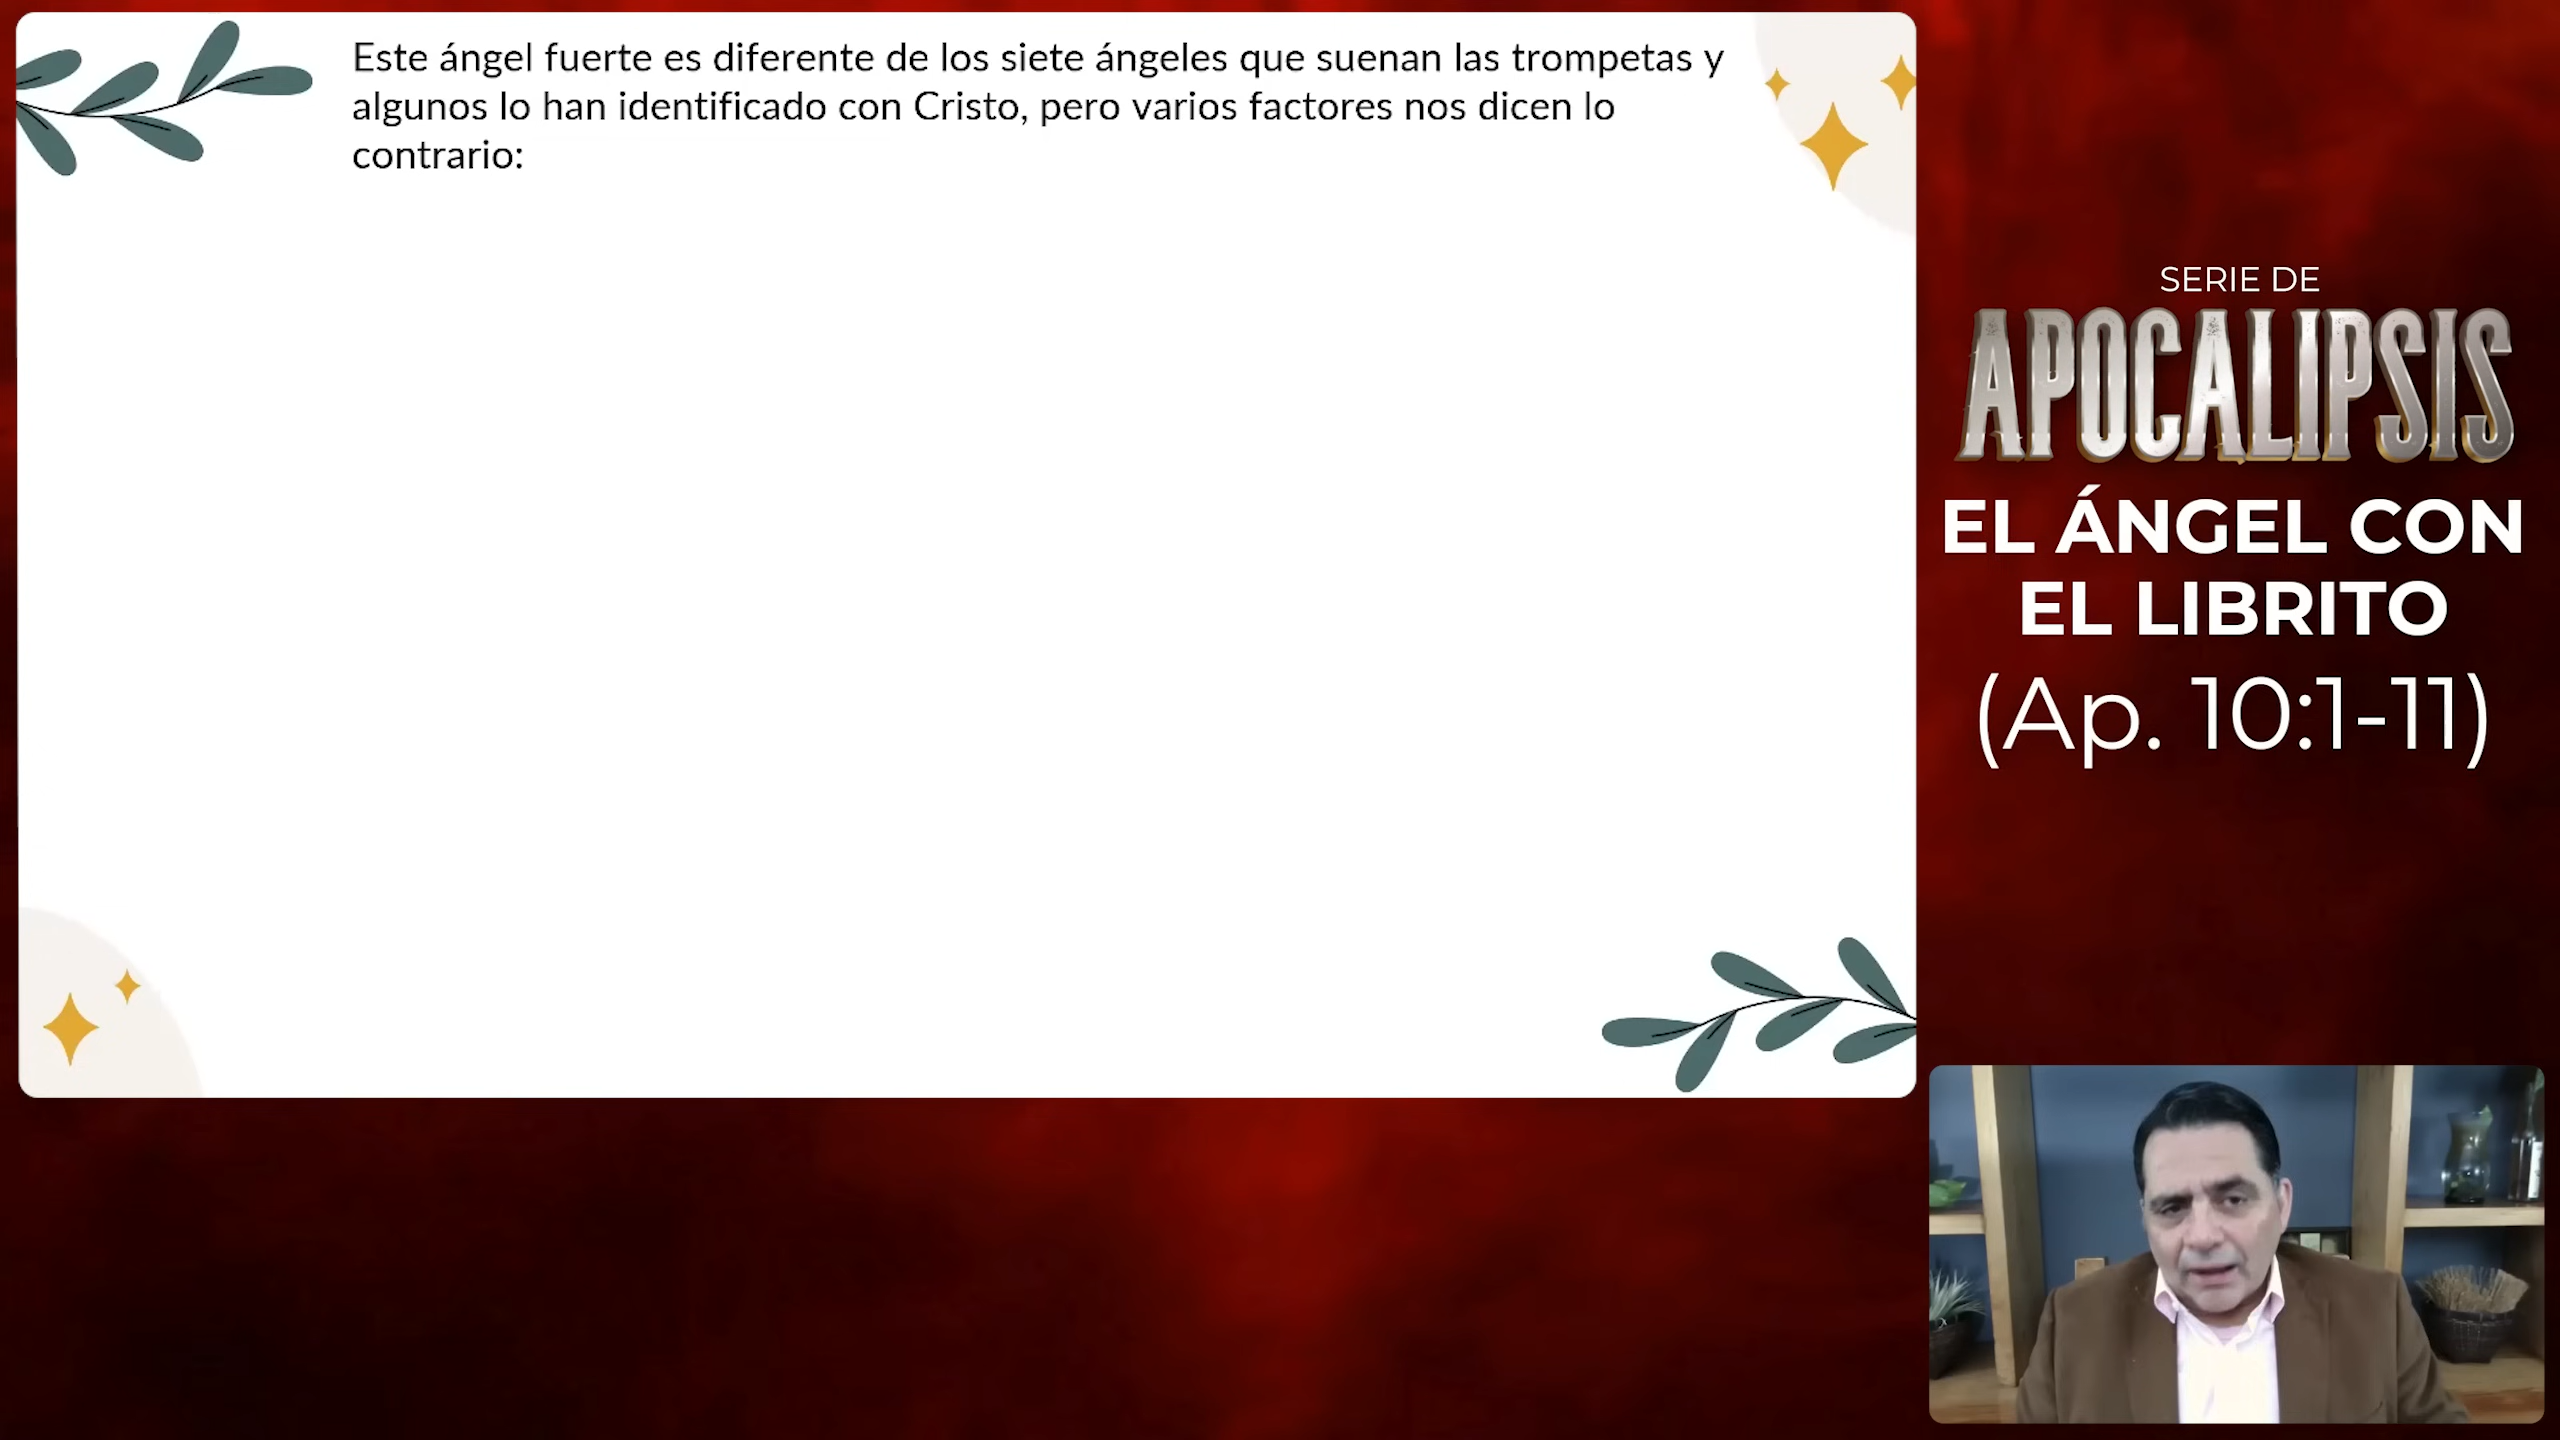 Este ángel fuerte es diferente de los siete ángeles que suenan las trompetas y
algunos lo han identificado con Cristo, pero varios factores nos dicen lo
contrario:
SERIE DE
APOCALIPSIS
EL ÁNGEL CON
EL LIBRITO
(Ap. 10:1-11)